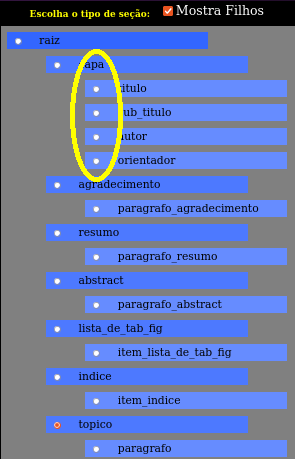 Escolha o tipo de seção:
Mostra Filhos
raiz
apa
titulo
sub_titulo
autor
orientador
agradecimento
paragrafo_agradecimento
resumo
paragrafo_resumo
abstract
paragrafo_abstract
lista_de_tab_fig
item_lista_de_tab_fig
indice
item_indice
topico
paragrafo